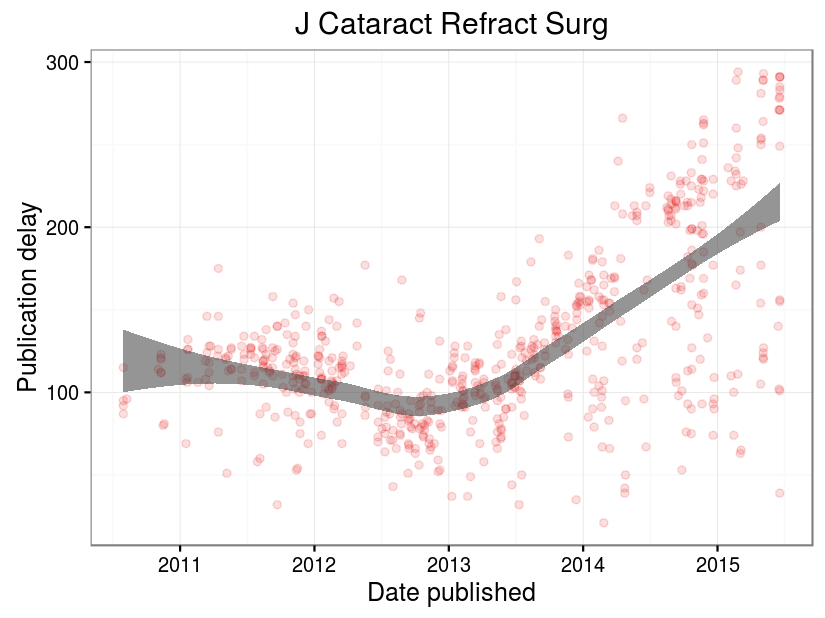 J Cataract Refract Surg
Publication delay
300
200
100
2011 2012 2013 2014 2015
Date published